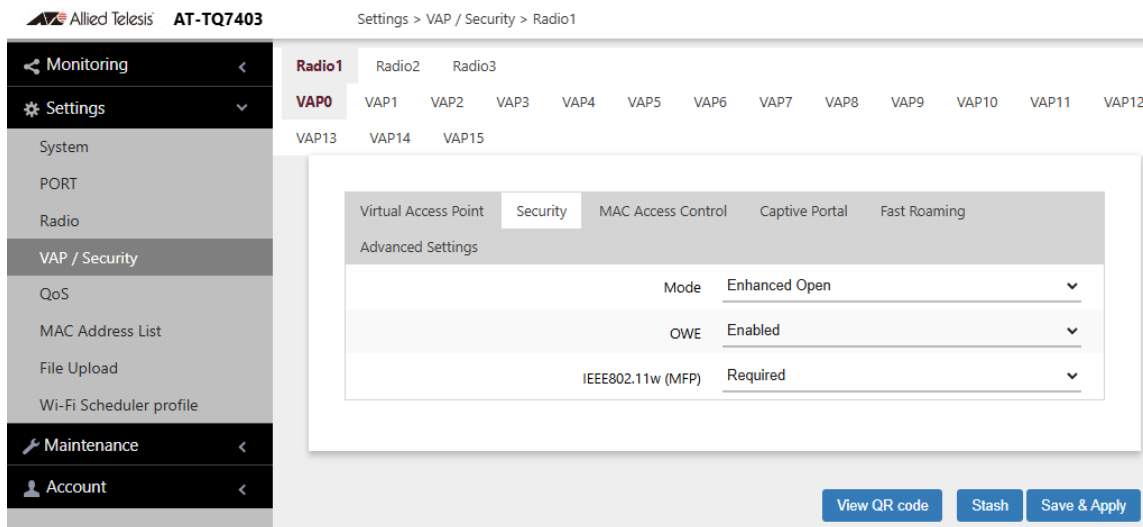 Allied Telesis AT-TQ7403 Settings > VAP / Security > Radio1
Monitoring
Settings
System
PORT
Radio
VAP / Security
QoS
MAC Address List
File Upload
Wi-Fi Scheduler profile
Maintenance
Account
Radio1 Radio2 Radio3
VAP0 VAP1 VAP2 VAP3 VAP4 VAP5 VAP6 VAP7 VAP8 VAP9 VAP10 VAP11 VAP12
VAP13 VAP14 VAP15
Virtual Access Point Security MAC Access Control Captive Portal Fast Roaming
Advanced Settings
Mode Enhanced Open
OWE Enabled
IEEE802.11w (MFP) Required
View QR code Stash Save & Apply